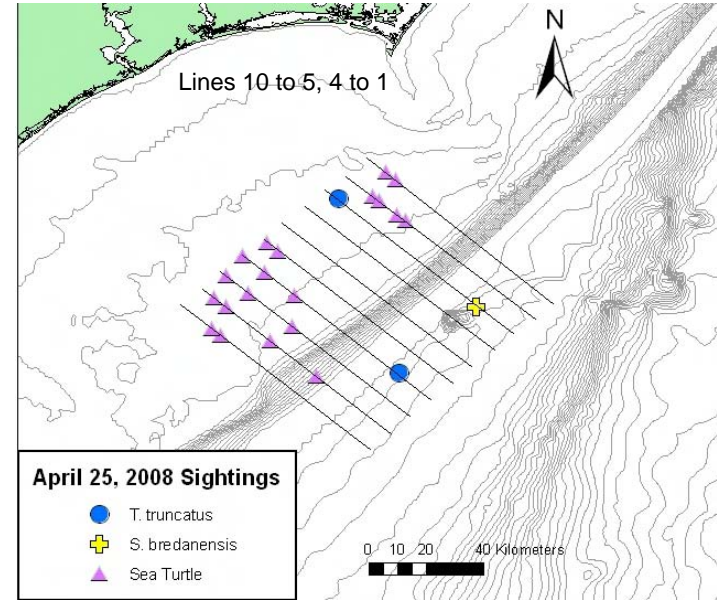 N
Lines 10 to 5, 4 to 1
April 25, 2008 Sightings
T. truncatus
S. bredanensis
Sea Turtle
0 10 20 40 Kilometers